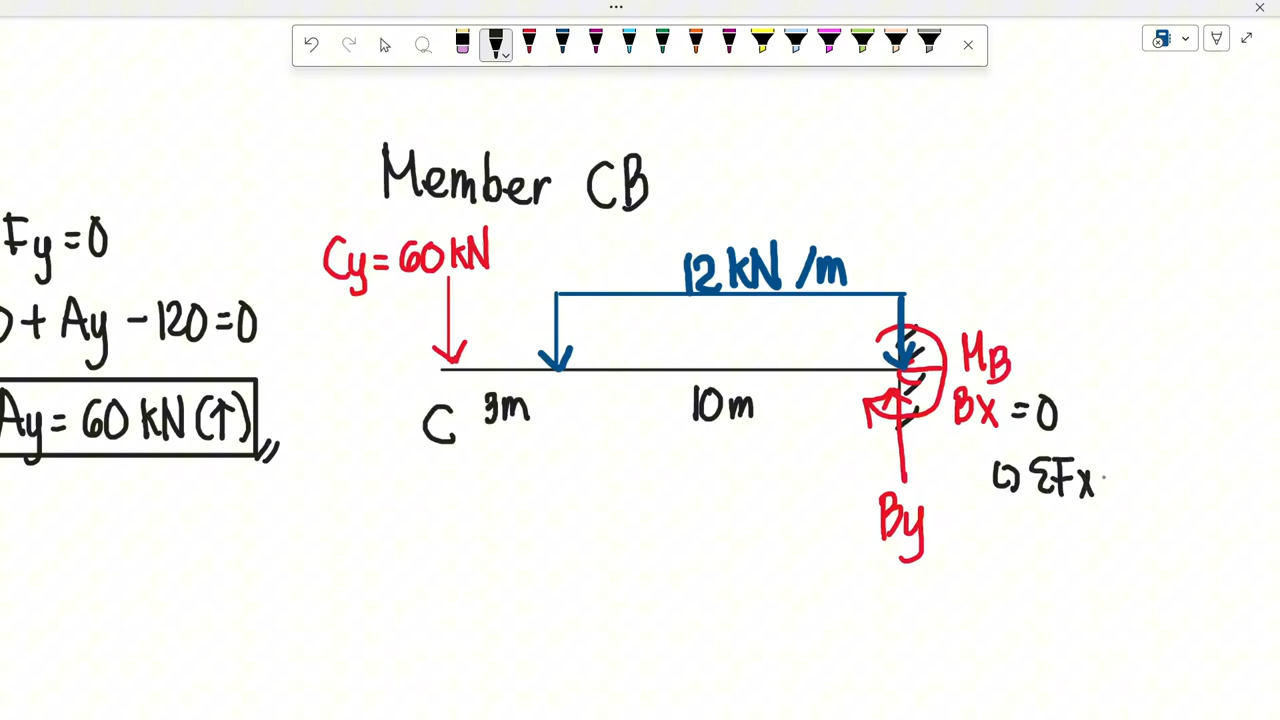 Member CB
Fy = 0
Cy = 60 kN
12 kN/m
+ Ay - 120 = 0
MB
Ay = 60 kN (↑)
C 3m 10m
BX = 0
ΣFx
By